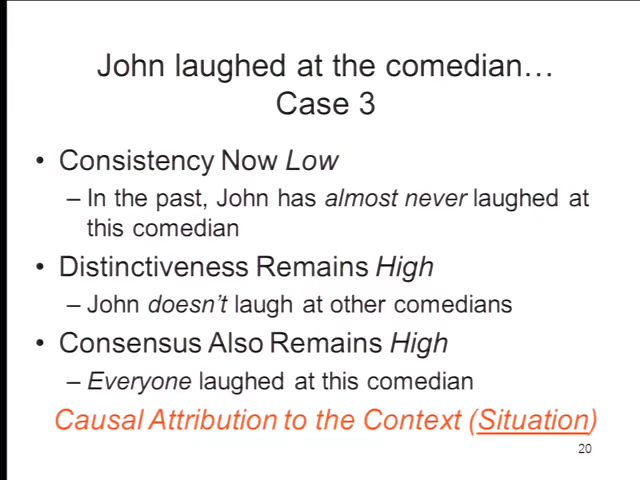 John laughed at the comedian…
Case 3
• Consistency Now Low
– In the past, John has almost never laughed at
this comedian
• Distinctiveness Remains High
– John doesn't laugh at other comedians
• Consensus Also Remains High
– Everyone laughed at this comedian
Causal Attribution to the Context (Situation)
20